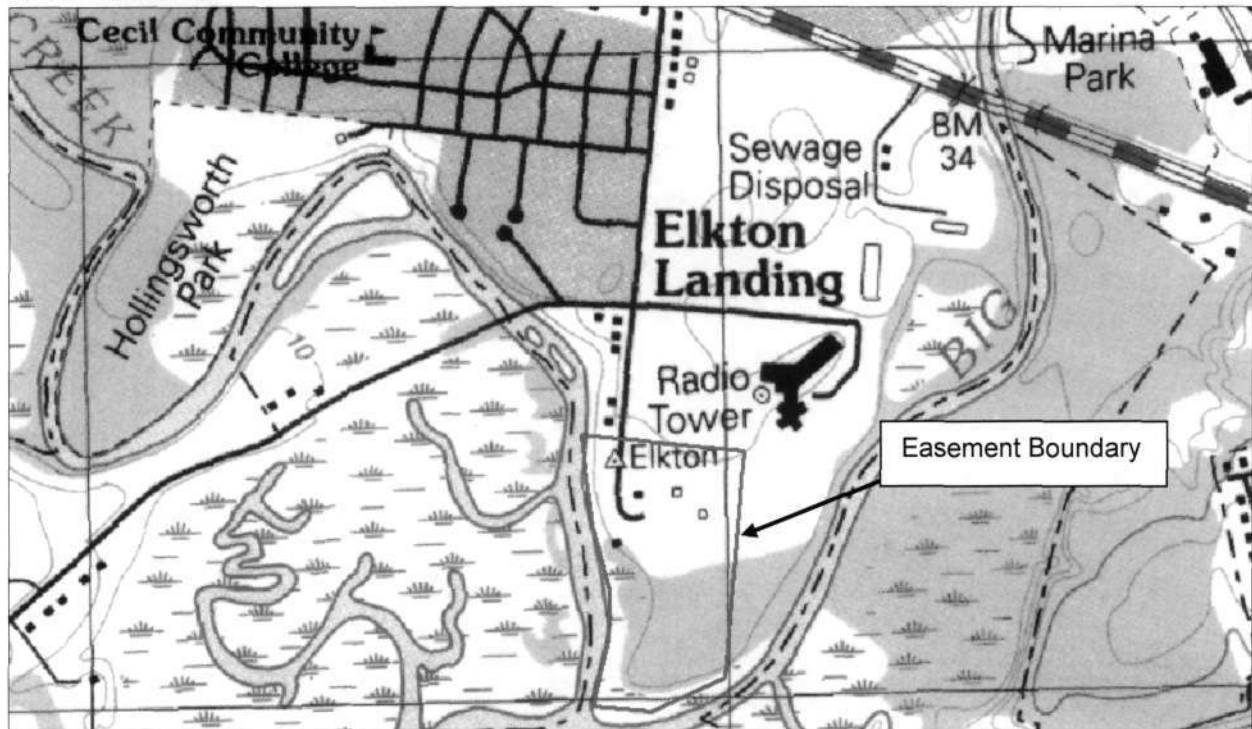 Cecil Community
College
CREEK
Marina
Park
BM
34
Sewage
Disposal
Hollingsworth
Park
Elkton
Landing
BIG
10
Radio
Tower
Elkton
Easement Boundary